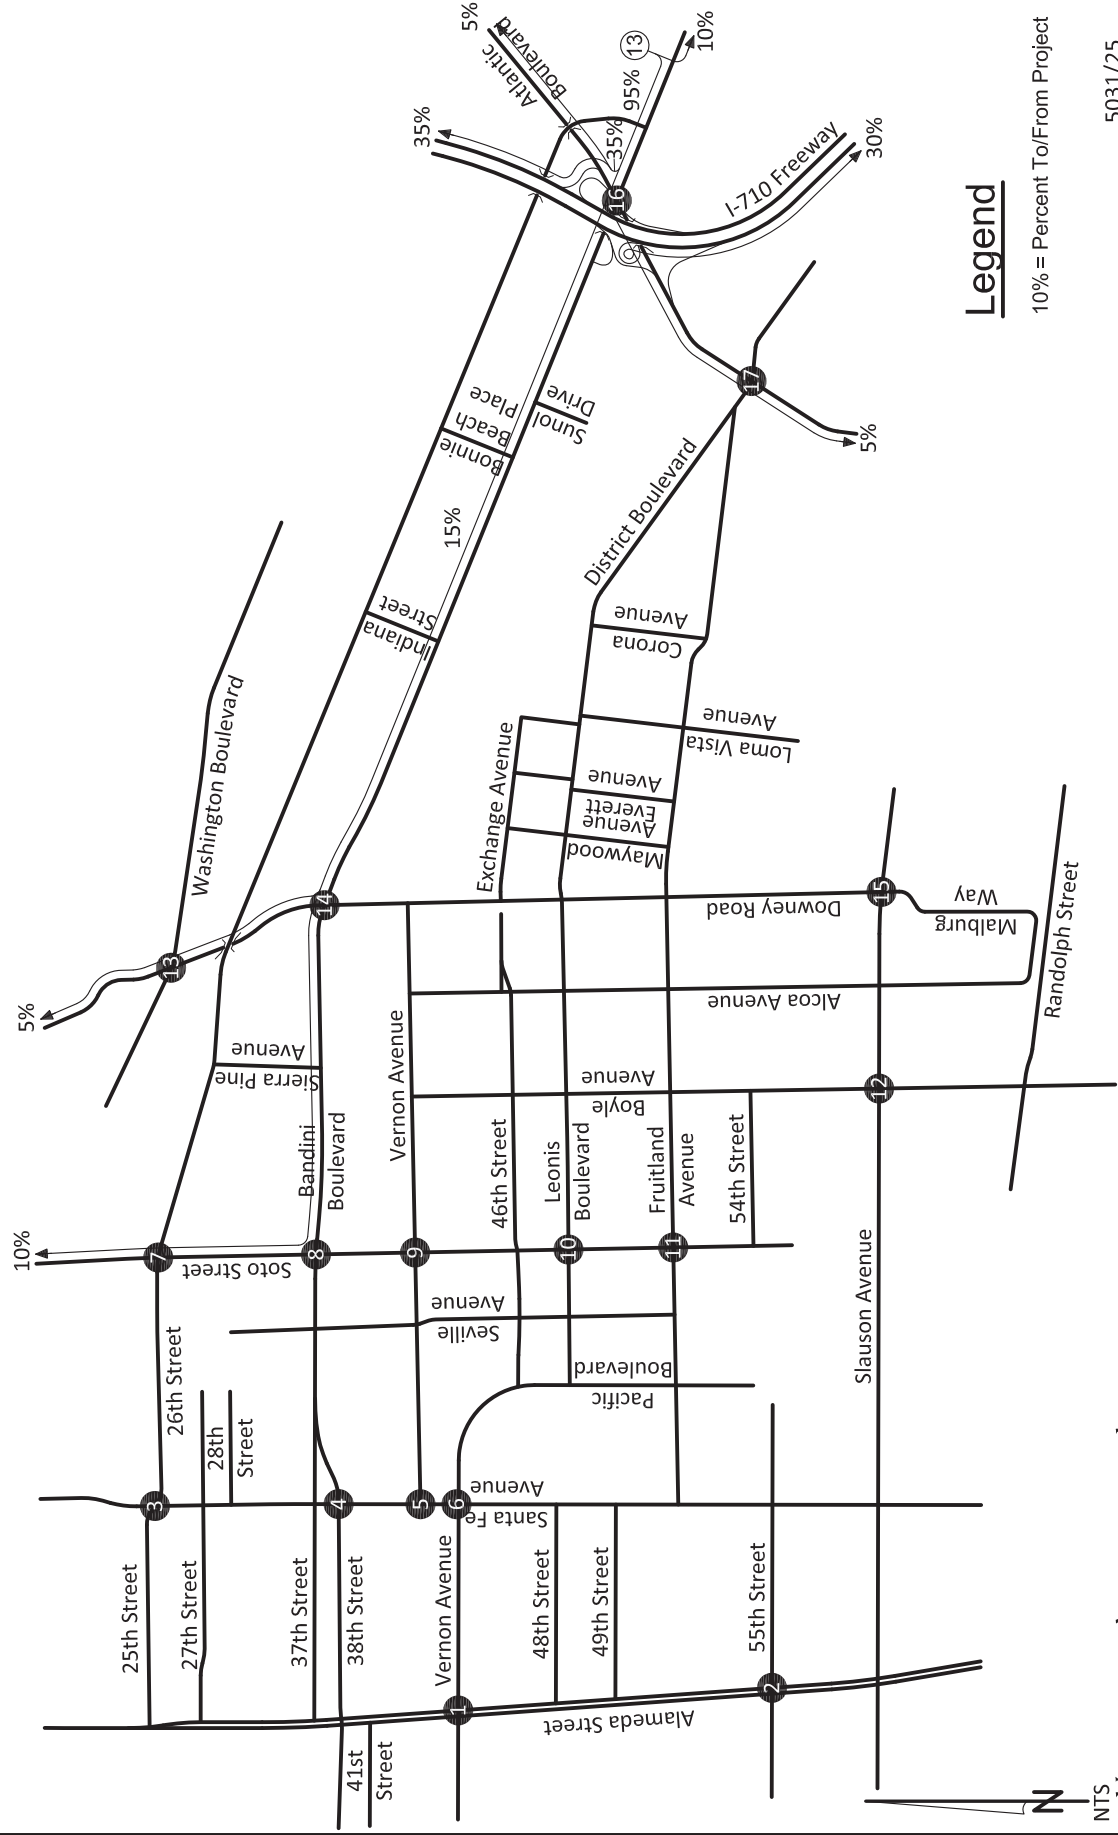 5%
Atlantic
Boulevard
10%
13
95%
35%
35%
16
I-710 Freeway
30%
Legend
10% = Percent To/From Project
5031/25
17
5%
Sunol
Drive
Bonnie
Beach
Place
15%
District Boulevard
Indiana
Street
Corona
Avenue
Washington Boulevard
Exchange Avenue
Loma Vista
Avenue
Everett
Avenue
Maywood
Avenue
14
13
5%
Downey Road
15
Malburg
Way
Randolph Street
Alcoa Avenue
Sierra Pine
Avenue
Vernon Avenue
Boyle
Avenue
12
Bandini
Boulevard
46th Street
Leonis
Boulevard
Fruitland
Avenue
54th Street
10%
7
8
9
10
11
Soto Street
Slauson Avenue
Seville
Avenue
26th Street
28th
Street
Pacific
Boulevard
3
4
5
6
Santa Fe
Avenue
25th Street
27th Street
37th Street
38th Street
Vernon Avenue
48th Street
49th Street
55th Street
1
2
Alameda Street
41st
Street
N
NTS